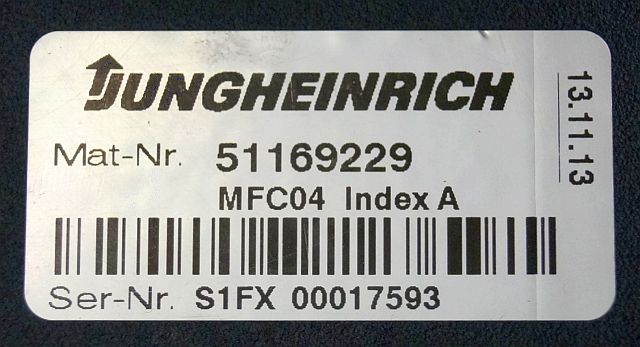 JUNGHEINRICH
Mat-Nr. 51169229
MFC04 Index A
Ser-Nr. S1FX 00017593
13.11.13